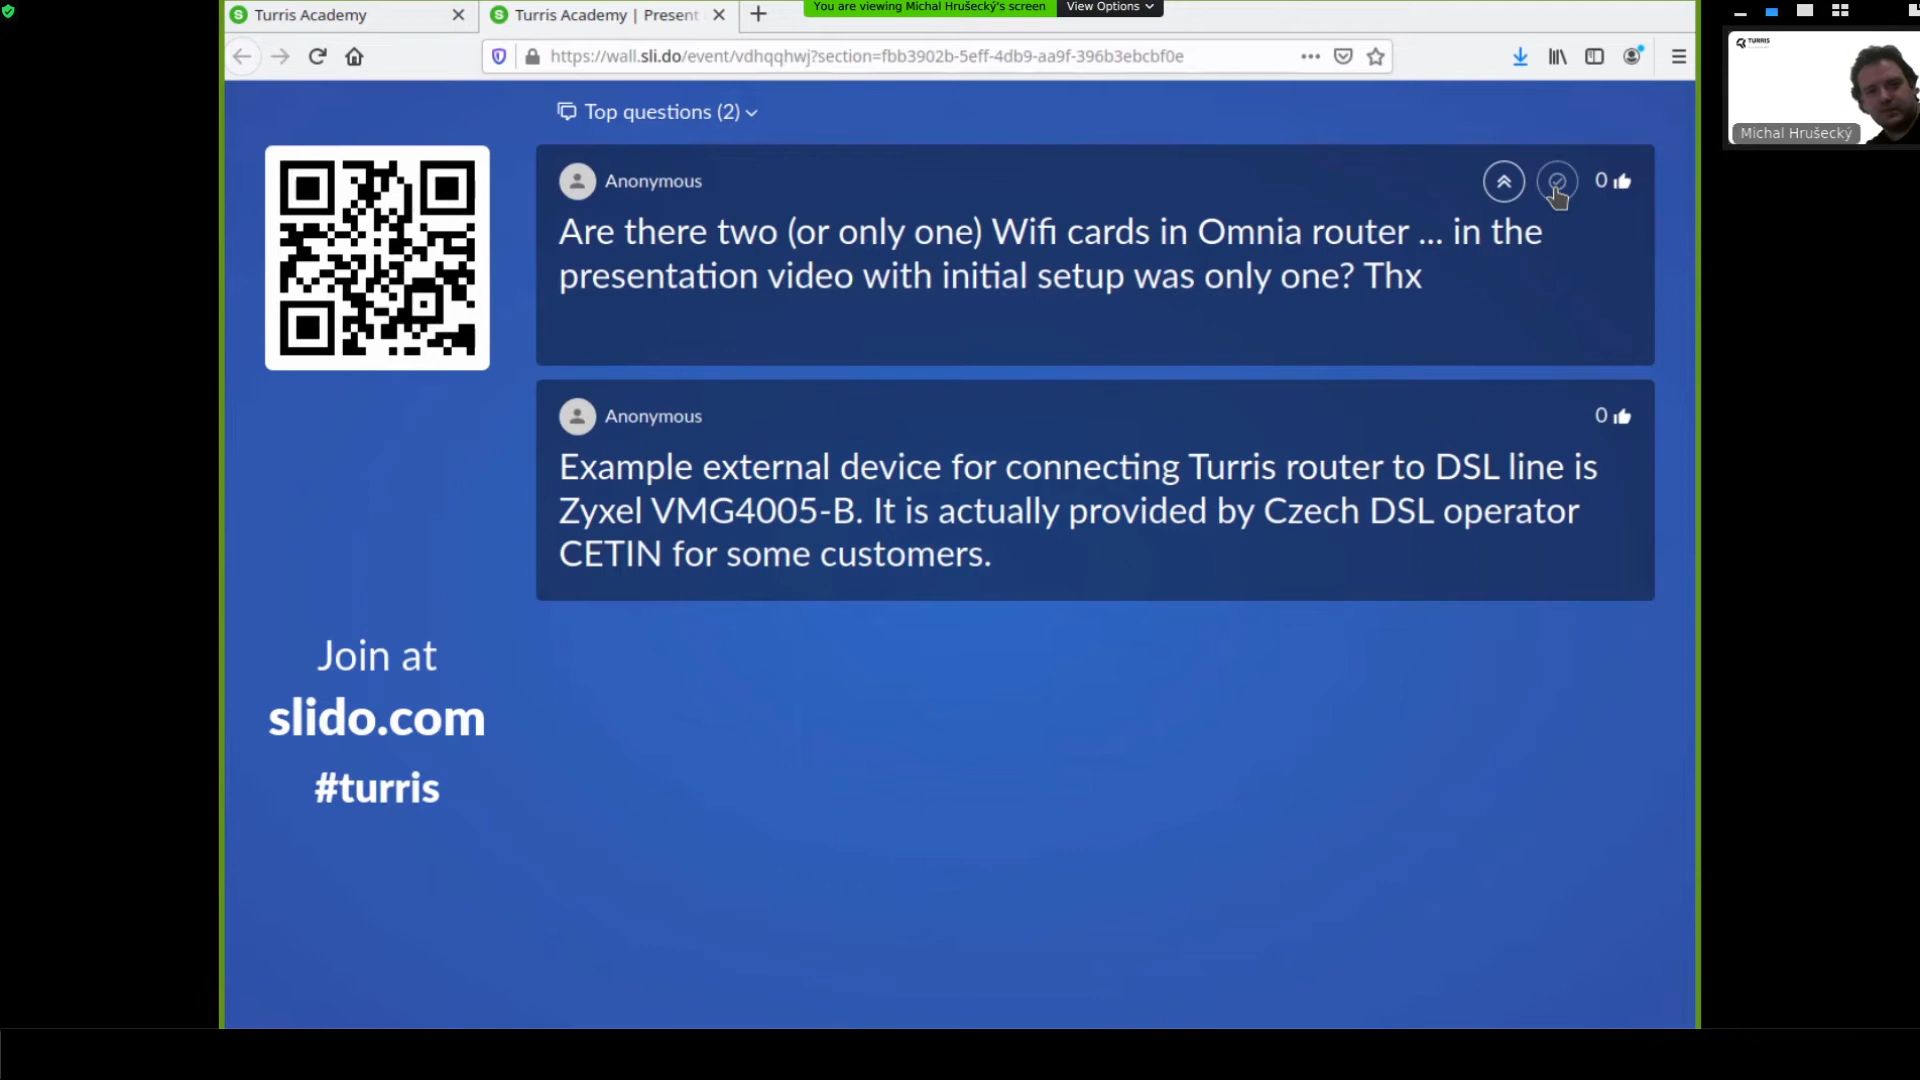 You are viewing Michal Hrušecký's screen
View Options
Turris Academy
Turris Academy | Present
https://wall.sli.do/event/vdhqqhwj?section=fbb3902b-5eff-4db9-aa9f-396b3ebcbf0e
TURRIS
Michal Hrušecký
Top questions (2)
Anonymous
0
Are there two (or only one) Wifi cards in Omnia router ... in the
presentation video with initial setup was only one? Thx
Anonymous
0
Example external device for connecting Turris router to DSL line is
Zyxel VMG4005-B. It is actually provided by Czech DSL operator
CETIN for some customers.
Join at
slido.com
#turris